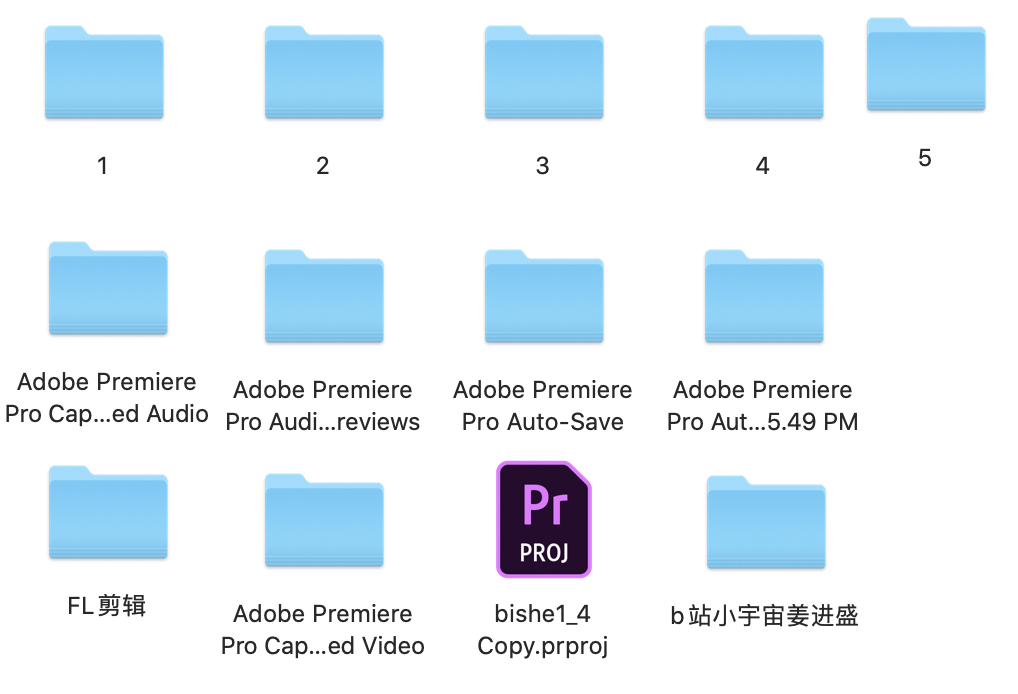 1
2
3
4
5
Adobe Premiere
Pro Cap...ed Audio
Adobe Premiere
Pro Audi...reviews
Adobe Premiere
Pro Auto-Save
Adobe Premiere
Pro Aut...5.49 PM
FL剪辑
Adobe Premiere
Pro Cap...ed Video
Pr
PROJ
bishe1_4
Copy.prproj
b站小宇宙姜进盛